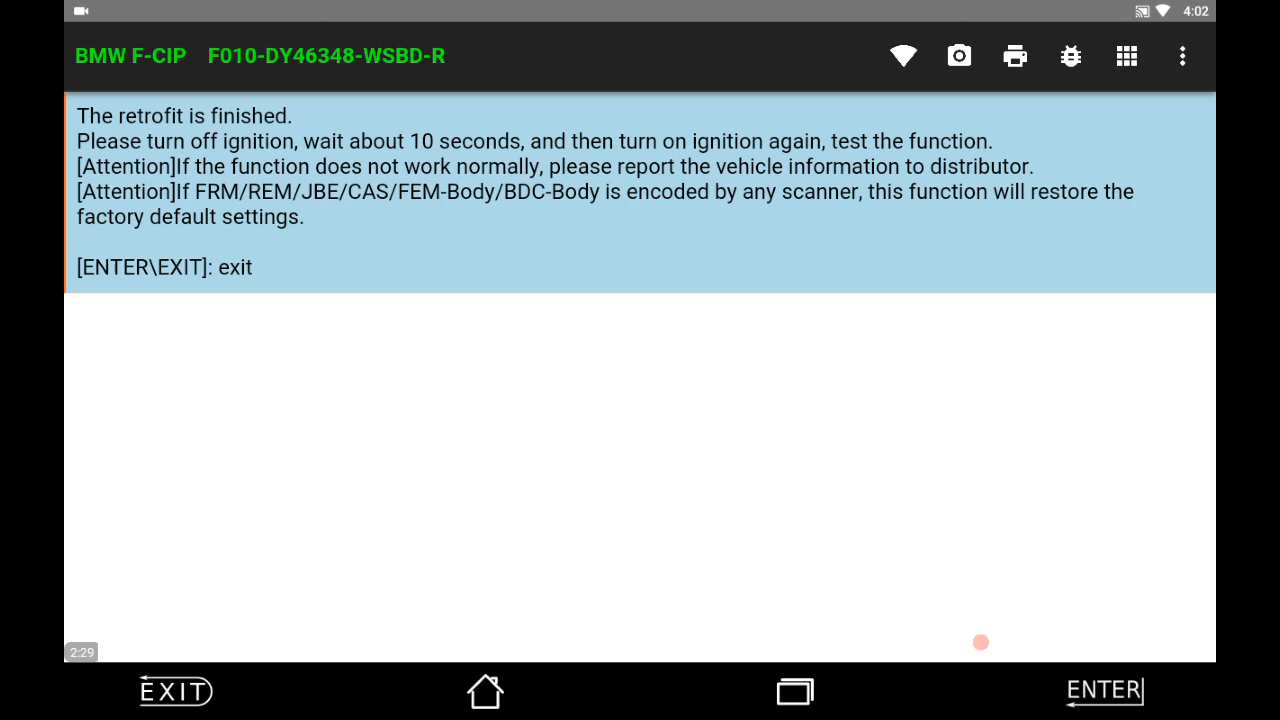 4:02
BMW F-CIP F010-DY46348-WSBD-R
The retrofit is finished.
Please turn off ignition, wait about 10 seconds, and then turn on ignition again, test the function.
[Attention]If the function does not work normally, please report the vehicle information to distributor.
[Attention]If FRM/REM/JBE/CAS/FEM-Body/BDC-Body is encoded by any scanner, this function will restore the
factory default settings.
[ENTER\EXIT]: exit
2:29
EXIT
ENTER